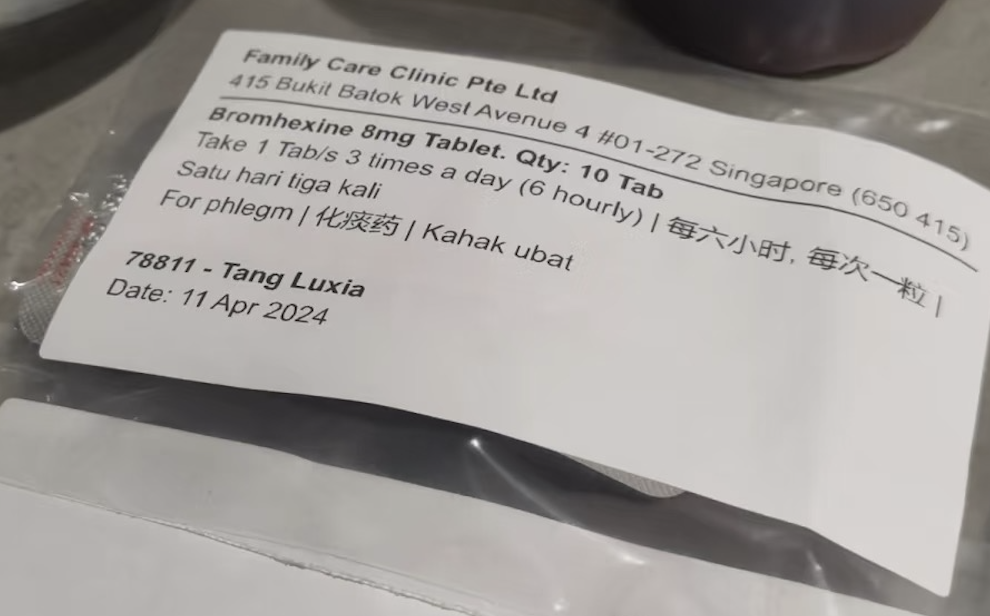 Family Care Clinic Pte Ltd
415 Bukit Batok West Avenue 4 #01-272 Singapore (650 415)
Bromhexine 8mg Tablet. Qty: 10 Tab
Take 1 Tab/s 3 times a day (6 hourly) | 每六小时, 每次一粒 |
Satu hari tiga kali
For phlegm | 化痰药 | Kahak ubat
78811 - Tang Luxia
Date: 11 Apr 2024